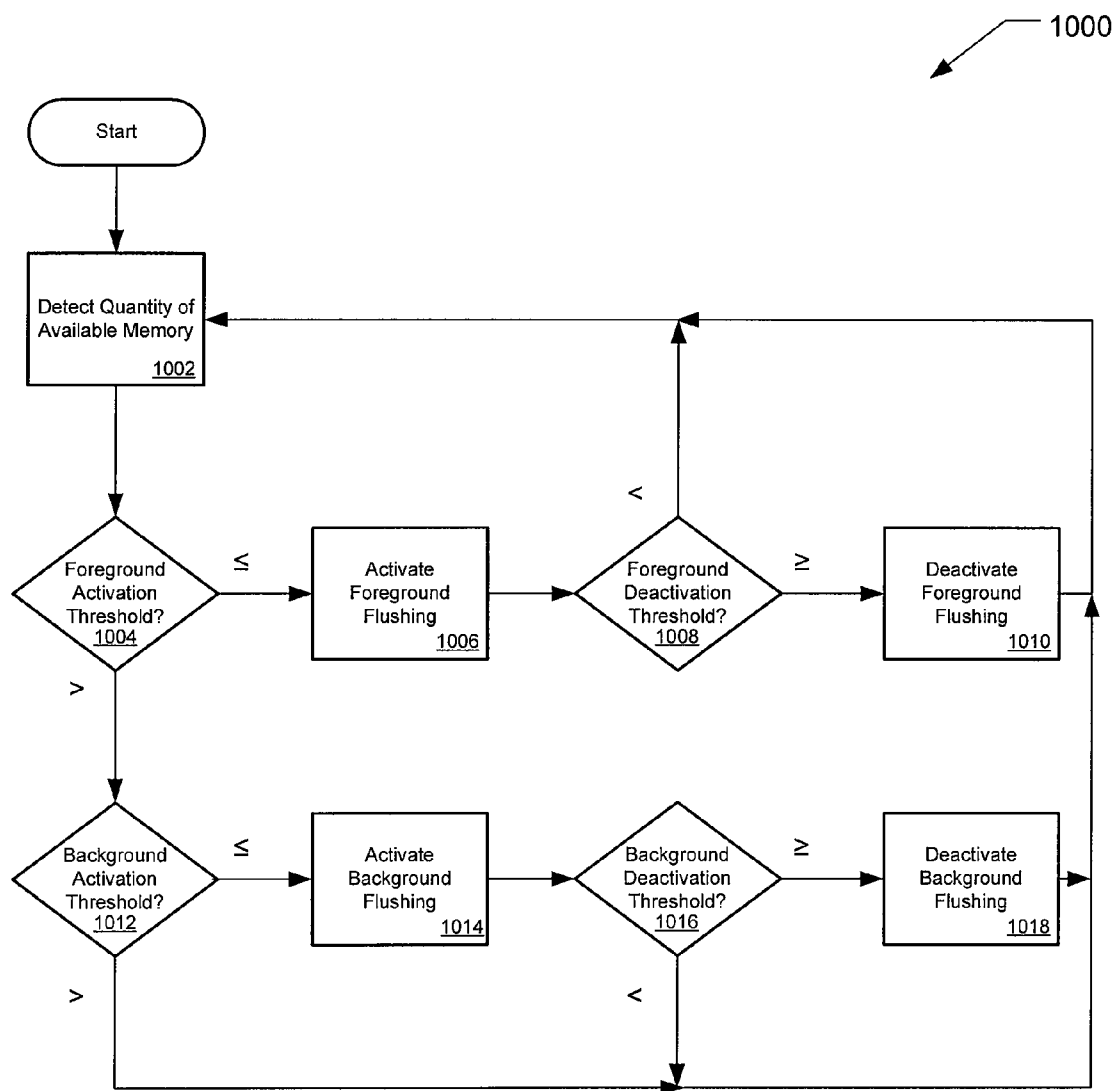 1000
Start
Detect Quantity of
Available Memory
1002
<
Foreground
Activation
Threshold?
1004
≤
Activate
Foreground
Flushing
1006
Foreground
Deactivation
Threshold?
1008
≥
Deactivate
Foreground
Flushing
1010
>
Background
Activation
Threshold?
1012
≤
Activate
Background
Flushing
1014
Background
Deactivation
Threshold?
1016
≥
Deactivate
Background
Flushing
1018
>
<